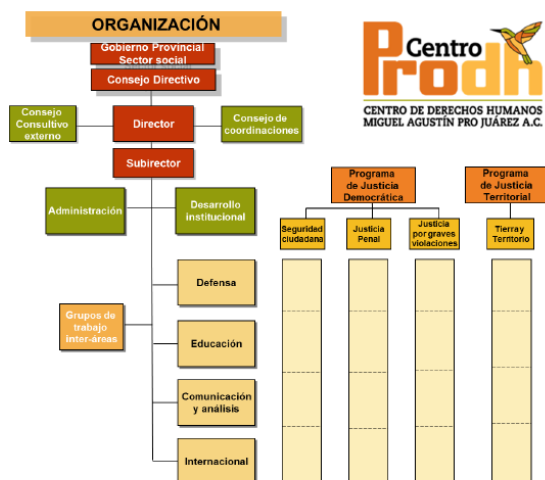 ORGANIZACIÓN
Gobierno Provincial
Sector social
Consejo Directivo
Consejo
Consultivo
externo
Director
Consejo de
coordinaciones
Subirector
Administración
Desarrollo
institucional
Grupos de
trabajo
inter-áreas
Defensa
Educación
Comunicación
y análisis
Internacional
Centro
Prodh
CENTRO DE DERECHOS HUMANOS
MIGUEL AGUSTÍN PRO JUÁREZ A.C.
Programa
de Justicia
Democrática
Programa
de Justicia
Territorial
Seguridad
ciudadana
Justicia
Penal
Justicia
por graves
violaciones
Tierra y
Territorio